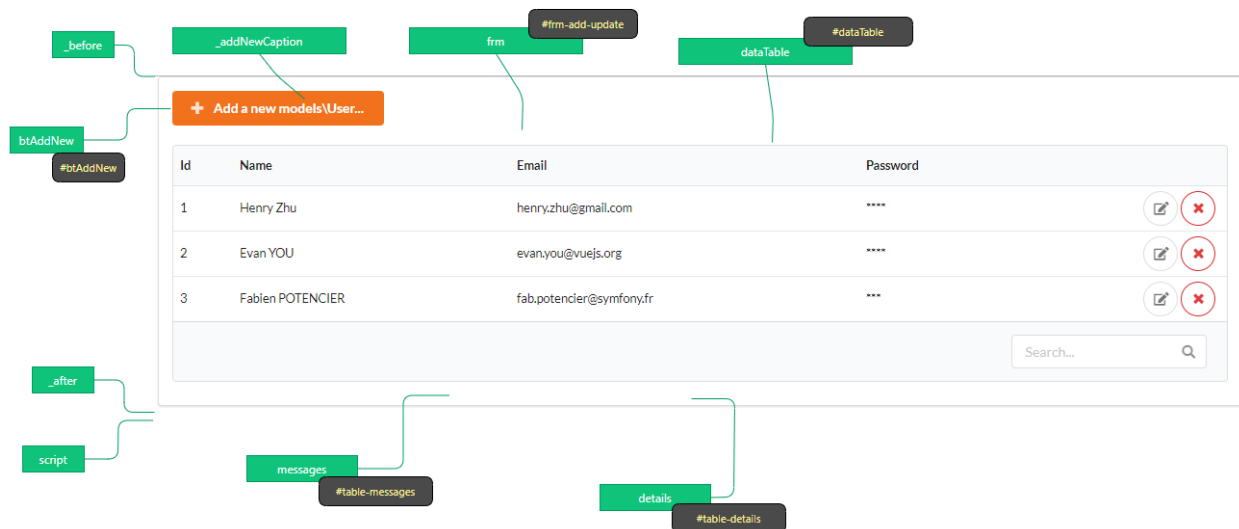 #frm-add-update
_before
_addNewCaption
frm
#dataTable
dataTable
Add a new models\User...
btAddNew
#btAddNew
Id Name Email Password
1 Henry Zhu henry.zhu@gmail.com ****
2 Evan YOU evan.you@vuejs.org ****
3 Fabien POTENCIER fab.potencier@symfony.fr ***
Search...
_after
script
messages
#table-messages
details
#table-details